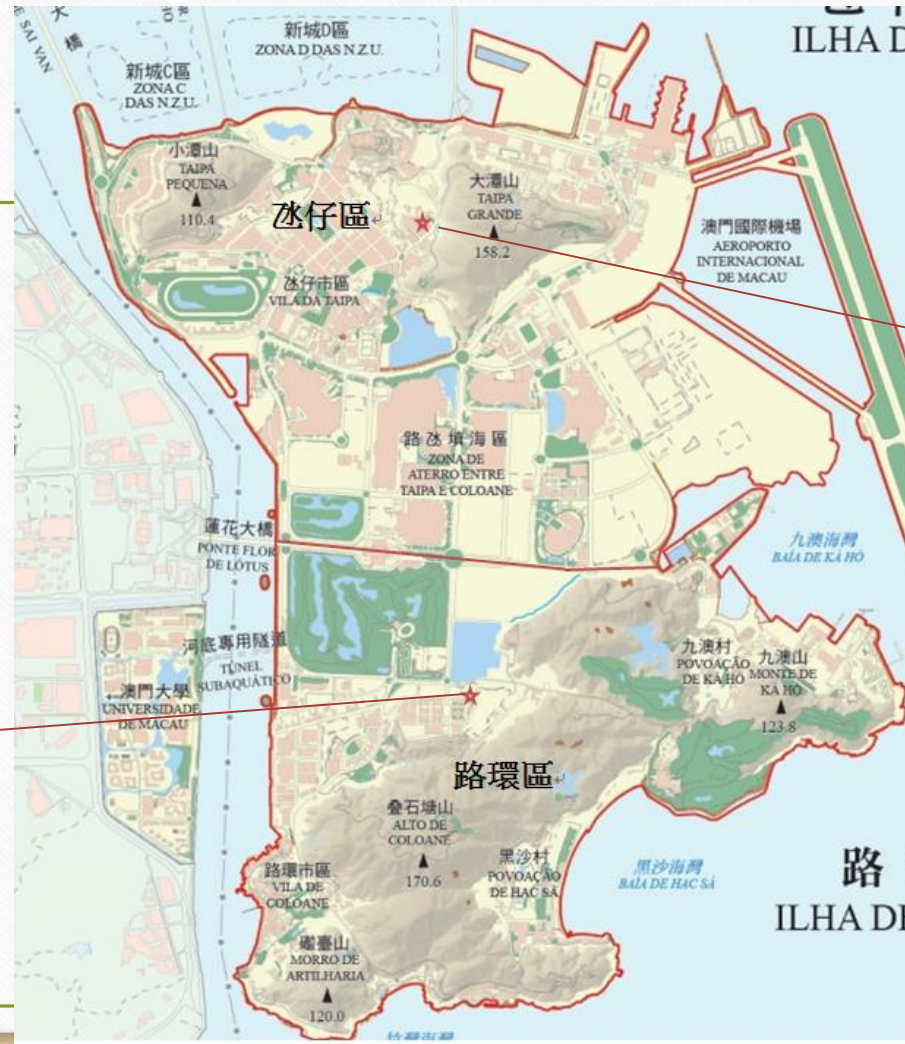 大
橋
E SAI VAN
新城C區
ZONA C
DAS N.Z.U.
新城D區
ZONA D DAS N.Z.U.
ILHA D
小潭山
TAIPA
PEQUENA
110.4
氹仔區
大潭山
TAIPA
GRANDE
158.2
澳門國際機場
AEROPORTO
INTERNACIONAL
DE MACAU
氹仔市區
VILA DA TAIPA
路氹填海區
ZONA DE
ATERRO ENTRE
TAIPA E COLOANE
蓮花大橋
PONTE FLOR
DE LÓTUS
九澳海灣
BAÍA DE KÁ HÓ
河底專用隧道
TÚNEL
SUBAQUÁTICO
澳門大學
UNIVERSIDADE
DE MACAU
九澳村
POVOAÇÃO
DE KÁ HÓ
九澳山
MONTE DE
KÁ HÓ
123.8
路環區
叠石塘山
ALTO DE
COLOANE
170.6
黑沙村
POVOAÇÃO
DE HAC SÁ
黑沙海灣
BAÍA DE HAC SÁ
路環市區
VILA DE
COLOANE
路
ILHA DE
礮臺山
MORRO DE
ARTILHARIA
120.0